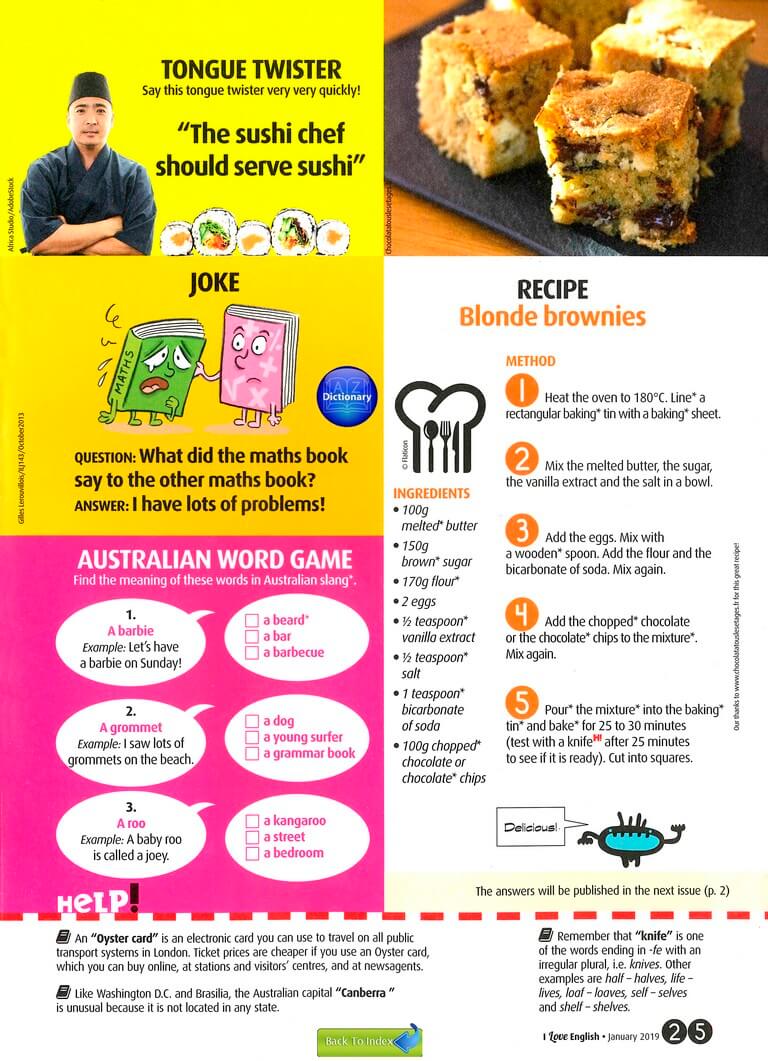 TONGUE TWISTER
Say this tongue twister very very quickly!
“The sushi chef
should serve sushi”
Africa Studio/AdobeStock
chocolatatouslesetages.fr
JOKE
MATHS
A Z
Dictionary
Gilles Lerouvillois/ILJ143/October2013
QUESTION: What did the maths book
say to the other maths book?
ANSWER: I have lots of problems!
AUSTRALIAN WORD GAME
Find the meaning of these words in Australian slang*.
1.
A barbie
Example: Let’s have
a barbie on Sunday!
a beard*
a bar
a barbecue
2.
A grommet
Example: I saw lots of
grommets on the beach.
a dog
a young surfer
a grammar book
3.
A roo
Example: A baby roo
is called a joey.
a kangaroo
a street
a bedroom
RECIPE
Blonde brownies
© Flaticon
INGREDIENTS
• 100g
melted* butter
• 150g
brown* sugar
• 170g flour*
• 2 eggs
• ½ teaspoon*
vanilla extract
• ½ teaspoon*
salt
• 1 teaspoon*
bicarbonate
of soda
• 100g chopped*
chocolate or
chocolate* chips
METHOD
1 Heat the oven to 180°C. Line* a
rectangular baking* tin with a baking* sheet.
2 Mix the melted butter, the sugar,
the vanilla extract and the salt in a bowl.
3 Add the eggs. Mix with
a wooden* spoon. Add the flour and the
bicarbonate of soda. Mix again.
4 Add the chopped* chocolate
or the chocolate* chips to the mixture*.
Mix again.
5 Pour* the mixture* into the baking*
tin* and bake* for 25 to 30 minutes
(test with a knife H! after 25 minutes
to see if it is ready). Cut into squares.
Our thanks to www.chocolatatouslesetages.fr for this great recipe!
Delicious!
The answers will be published in the next issue (p. 2)
HeLP!
An “Oyster card” is an electronic card you can use to travel on all public
transport systems in London. Ticket prices are cheaper if you use an Oyster card,
which you can buy online, at stations and visitors’ centres, and at newsagents.
Like Washington D.C. and Brasilia, the Australian capital “Canberra ”
is unusual because it is not located in any state.
Remember that “knife” is one
of the words ending in -fe with an
irregular plural, i.e. knives. Other
examples are half – halves, life –
lives, loaf – loaves, self – selves
and shelf – shelves.
Back To Index
I Love English • January 2019 25